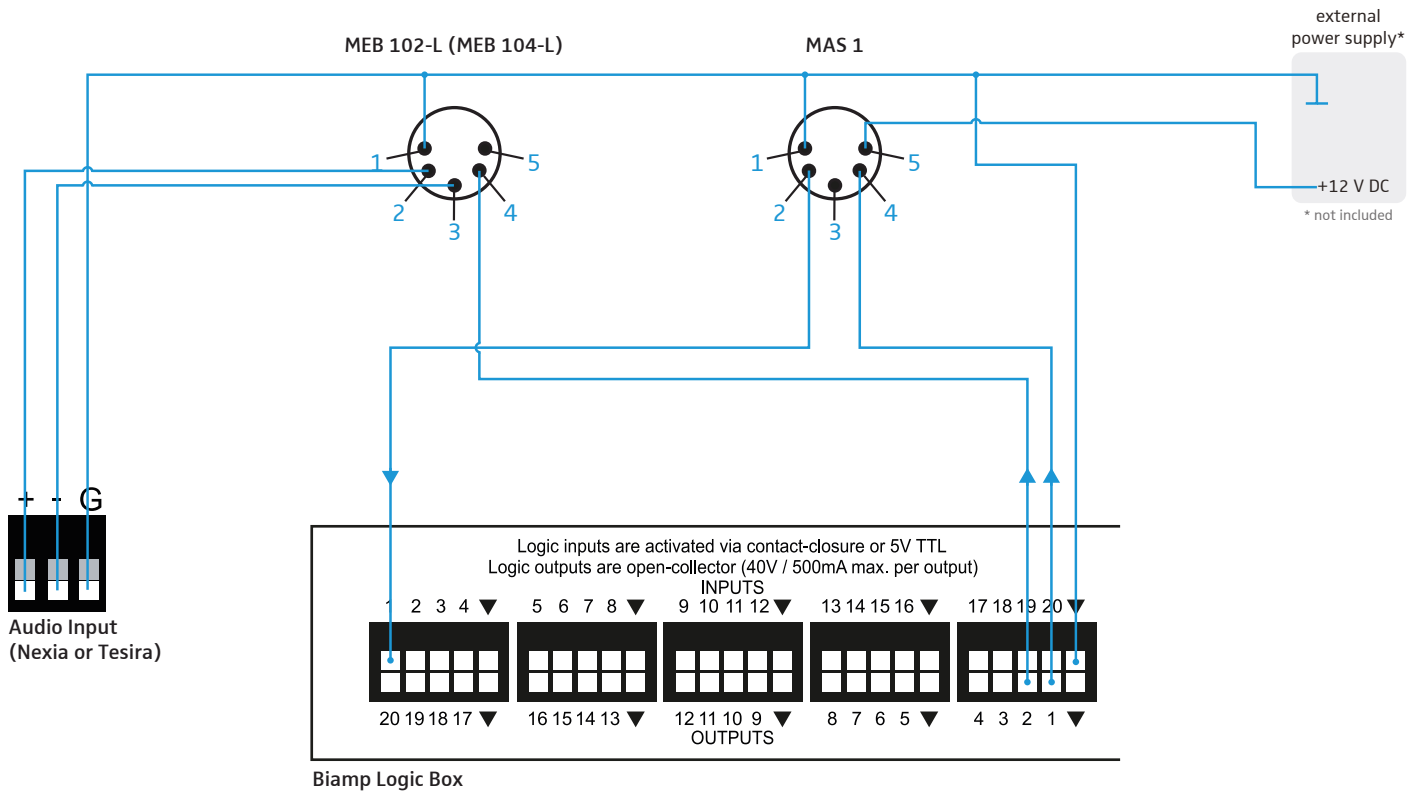 external
power supply*
MEB 102-L (MEB 104-L)
MAS 1
1
5
2
3
4
1
5
2
3
4
+12 V DC
* not included
+ - G
Audio Input
(Nexia or Tesira)
Logic inputs are activated via contact-closure or 5V TTL
Logic outputs are open-collector (40V / 500mA max. per output)
INPUTS
1 2 3 4 ▼ 5 6 7 8 ▼ 9 10 11 12 ▼ 13 14 15 16 ▼ 17 18 19 20 ▼
20 19 18 17 ▼ 16 15 14 13 ▼ 12 11 10 9 ▼ 8 7 6 5 ▼ 4 3 2 1 ▼
OUTPUTS
Biamp Logic Box